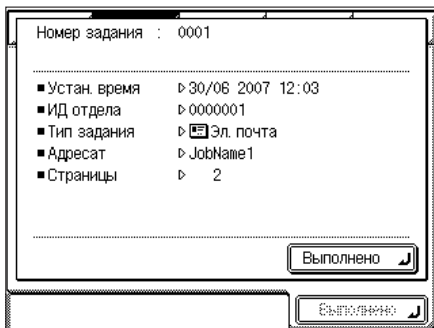 Номер задания : 0001
■Устан. время ▷30/06 2007 12:03
■ИД отдела ▷0000001
■Тип задания ▷Эл. почта
■Адресат ▷JobName1
■Страницы ▷ 2
Выполнено
Выполнено